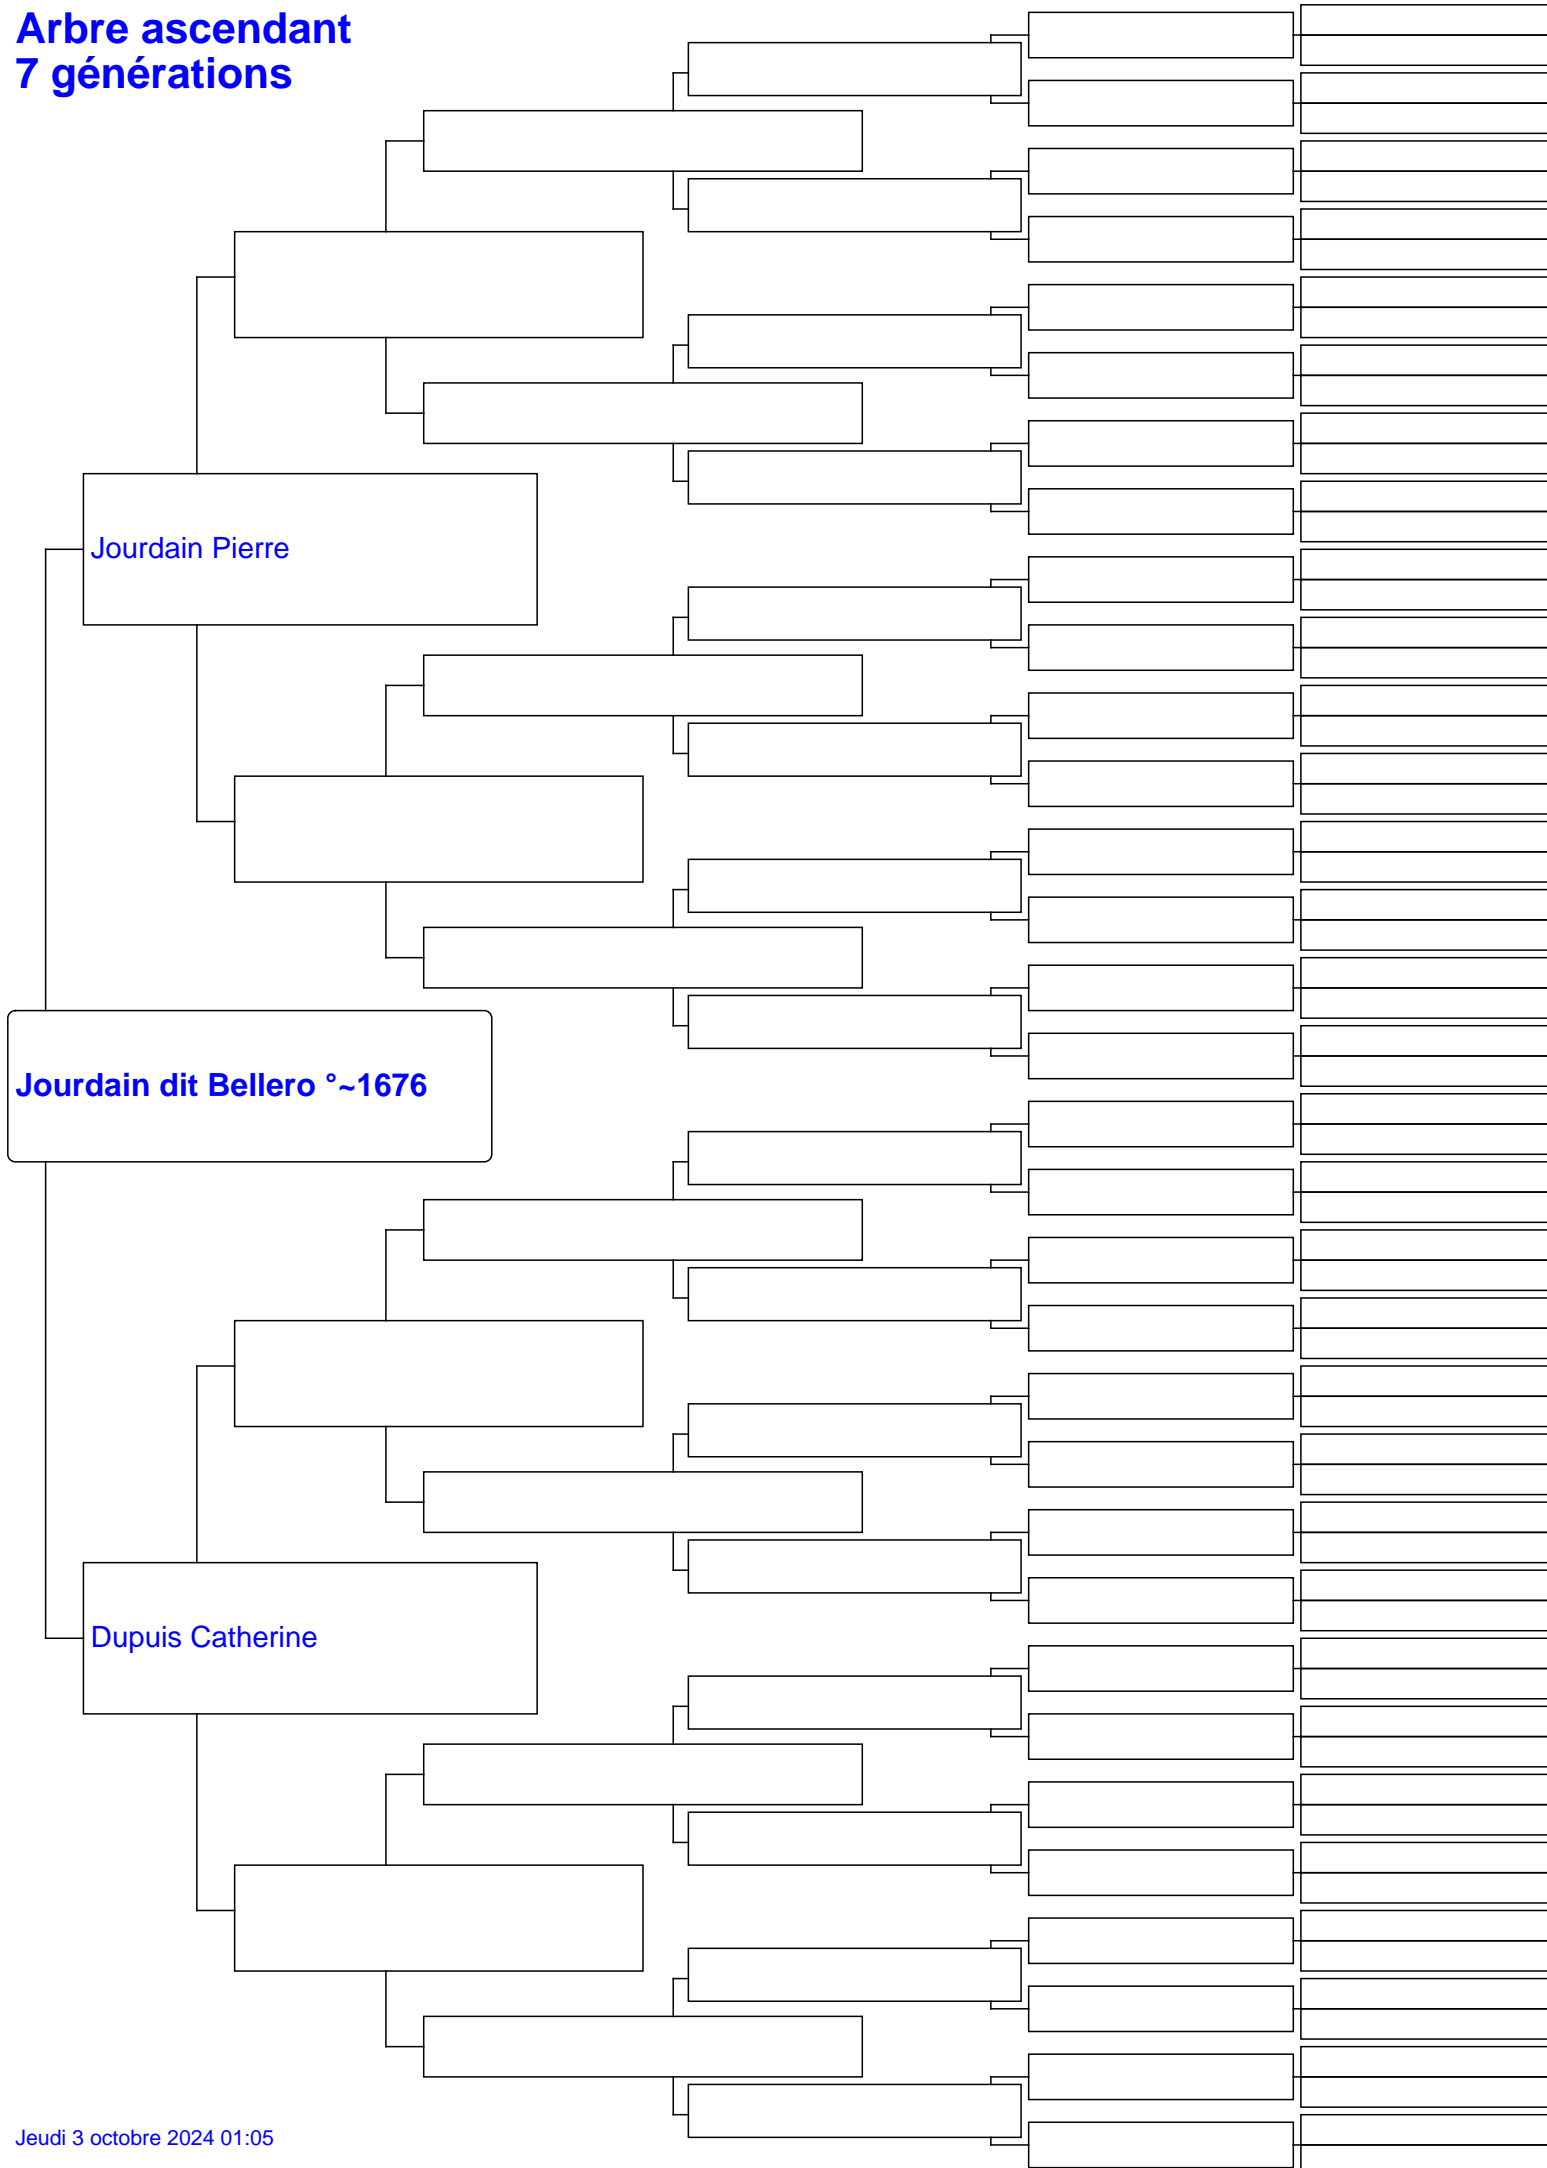 Arbre ascendant
7 générations
Jourdain Pierre
Jourdain dit Bellero °~1676
Dupuis Catherine
Jeudi 3 octobre 2024 01:05